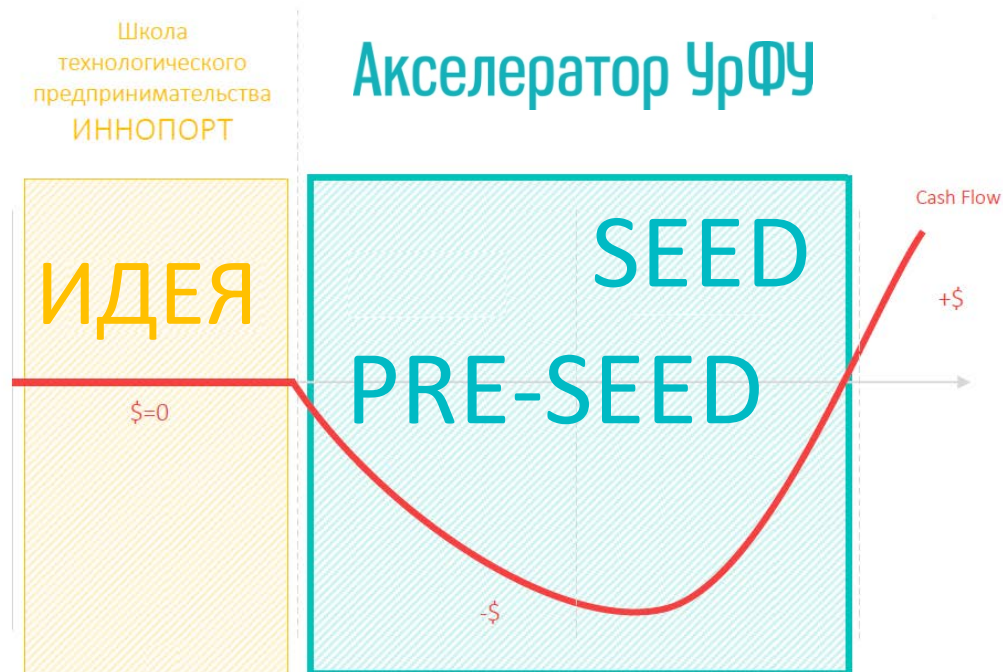 Школа
технологического
предпринимательства
ИННОПОРТ
Акселератор УрФУ
Cash Flow
SEED
ИДЕЯ
+$
PRE-SEED
$=0
-$